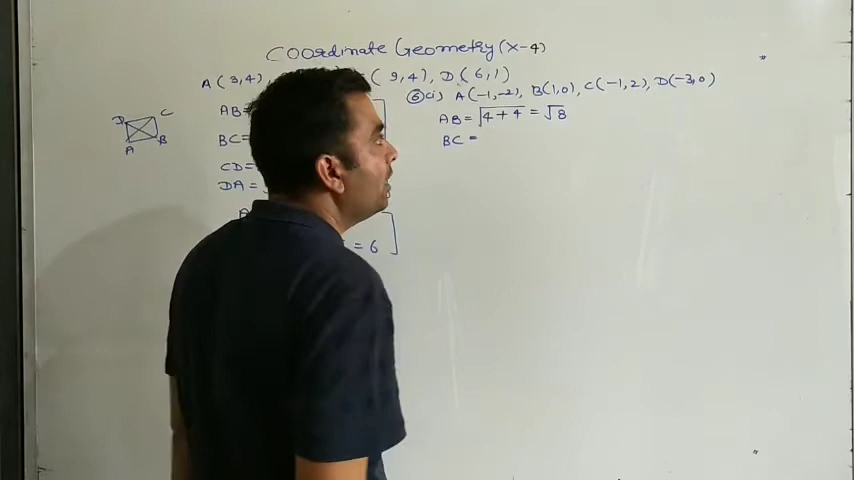 Coordinate Geometry (X-4)
A(3,4), (9,4), D(6,1)
⑥(i) A(-1,-2), B(1,0), C(-1,2), D(-3,0)
D C
A B
AB=
BC=
CD=
DA=
= 6
AB = √4+4 = √8
BC =